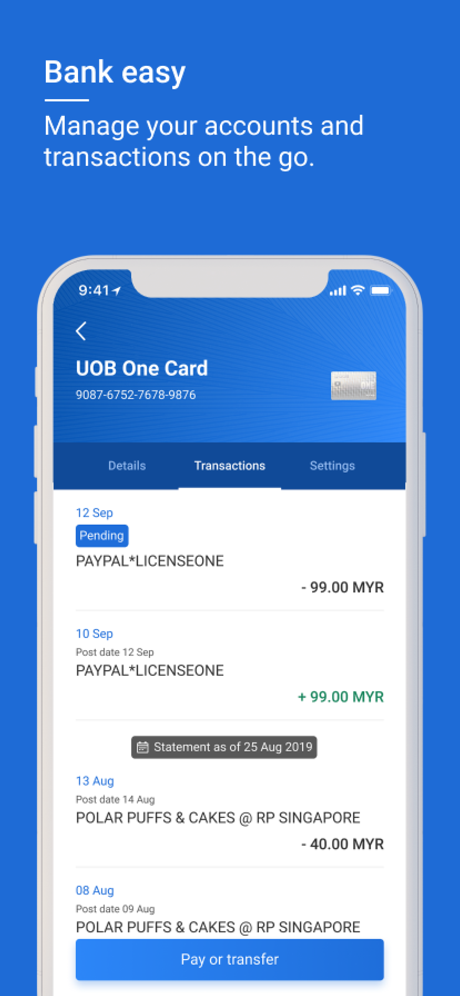 Bank easy
Manage your accounts and
transactions on the go.
9:41
UOB One Card
9087-6752-7678-9876
Details Transactions Settings
12 Sep
Pending
PAYPAL*LICENSEONE
- 99.00 MYR
10 Sep
Post date 12 Sep
PAYPAL*LICENSEONE
+ 99.00 MYR
Statement as of 25 Aug 2019
13 Aug
Post date 14 Aug
POLAR PUFFS & CAKES @ RP SINGAPORE
- 40.00 MYR
08 Aug
Post date 09 Aug
POLAR PUFFS & CAKES @ RP SINGAPORE
Pay or transfer